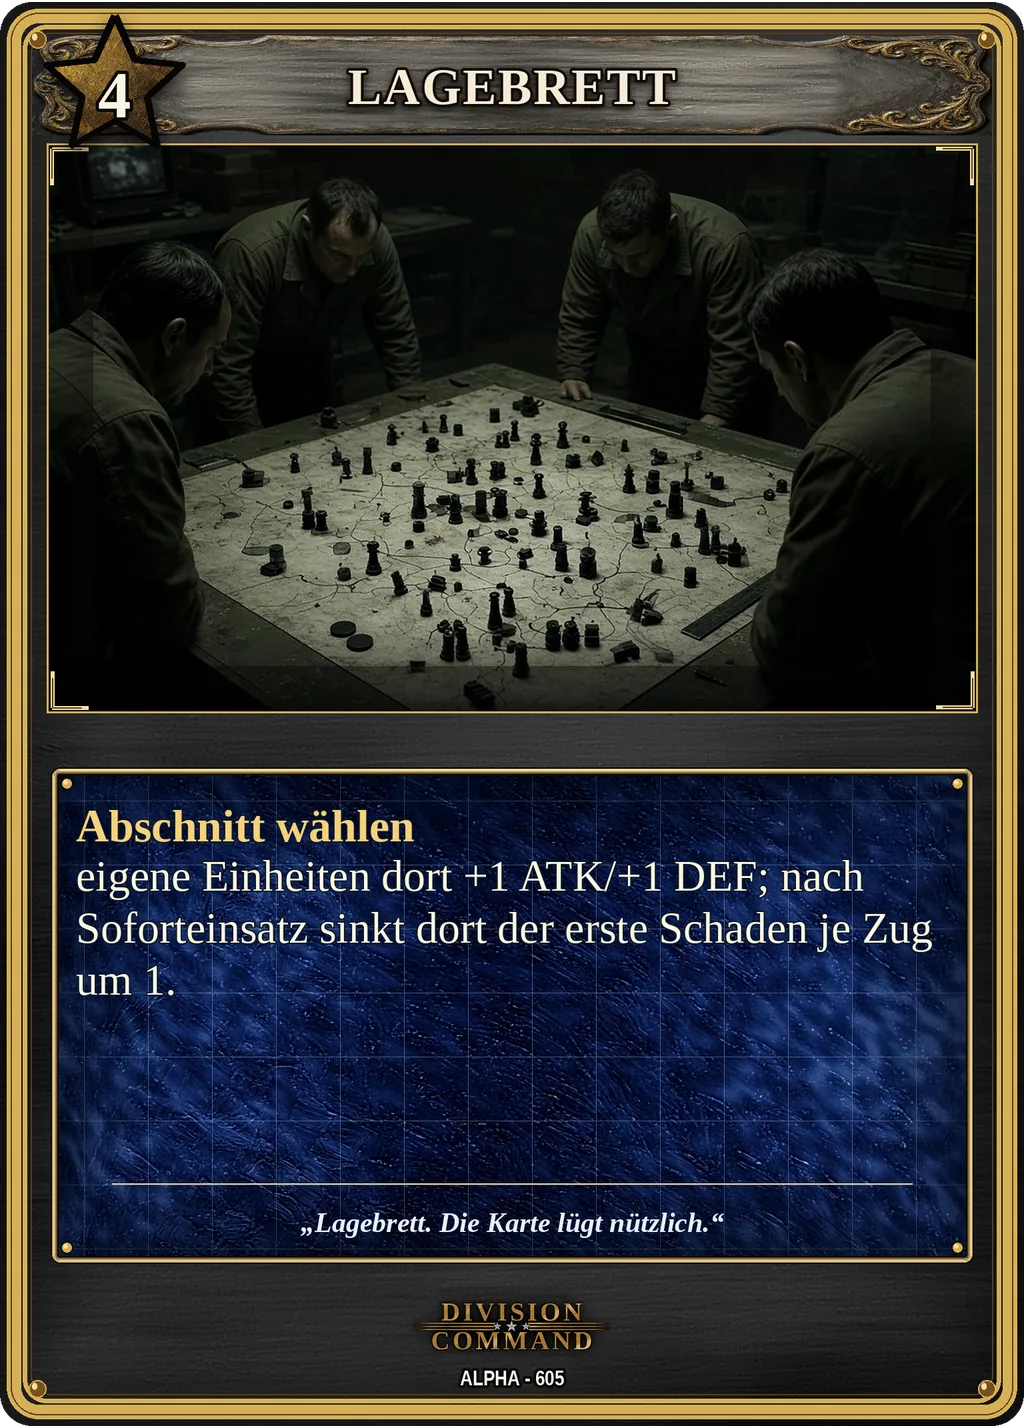 4
LAGEBRETT
Abschnitt wählen
eigene Einheiten dort +1 ATK/+1 DEF; nach
Soforteinsatz sinkt dort der erste Schaden je Zug
um 1.
„Lagebrett. Die Karte lügt nützlich.“
DIVISION
COMMAND
ALPHA - 605